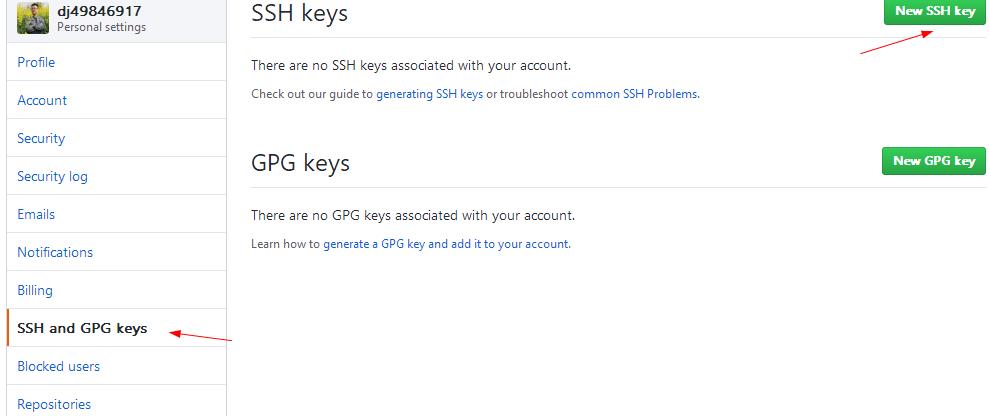 dj49846917
Personal settings
Profile
Account
Security
Security log
Emails
Notifications
Billing
SSH and GPG keys
Blocked users
Repositories
SSH keys
New SSH key
There are no SSH keys associated with your account.
Check out our guide to generating SSH keys or troubleshoot common SSH Problems.
GPG keys
New GPG key
There are no GPG keys associated with your account.
Learn how to generate a GPG key and add it to your account.